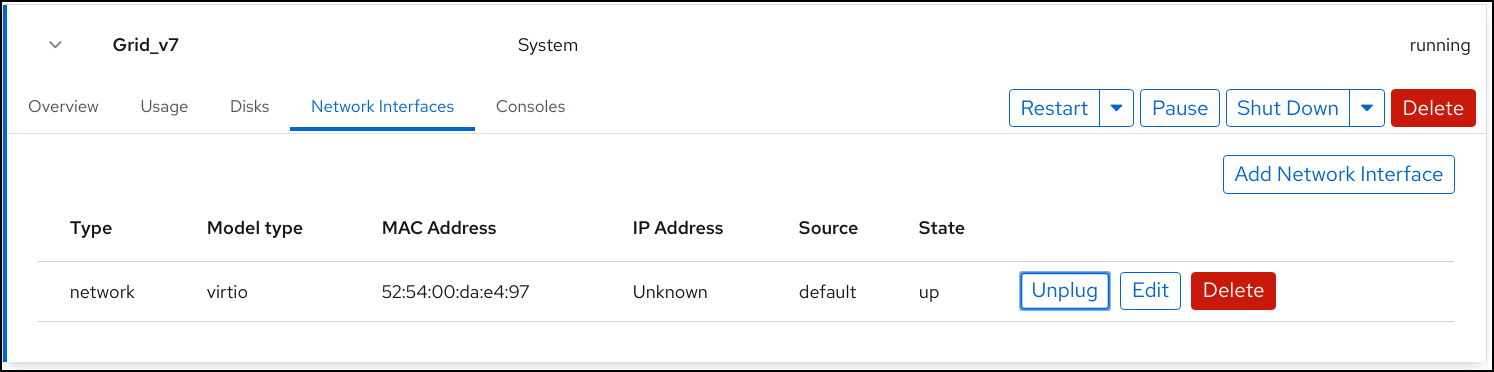 Grid_v7 System running
Overview Usage Disks Network Interfaces Consoles Restart Pause Shut Down Delete
Add Network Interface
Type Model type MAC Address IP Address Source State
network virtio 52:54:00:da:e4:97 Unknown default up Unplug Edit Delete